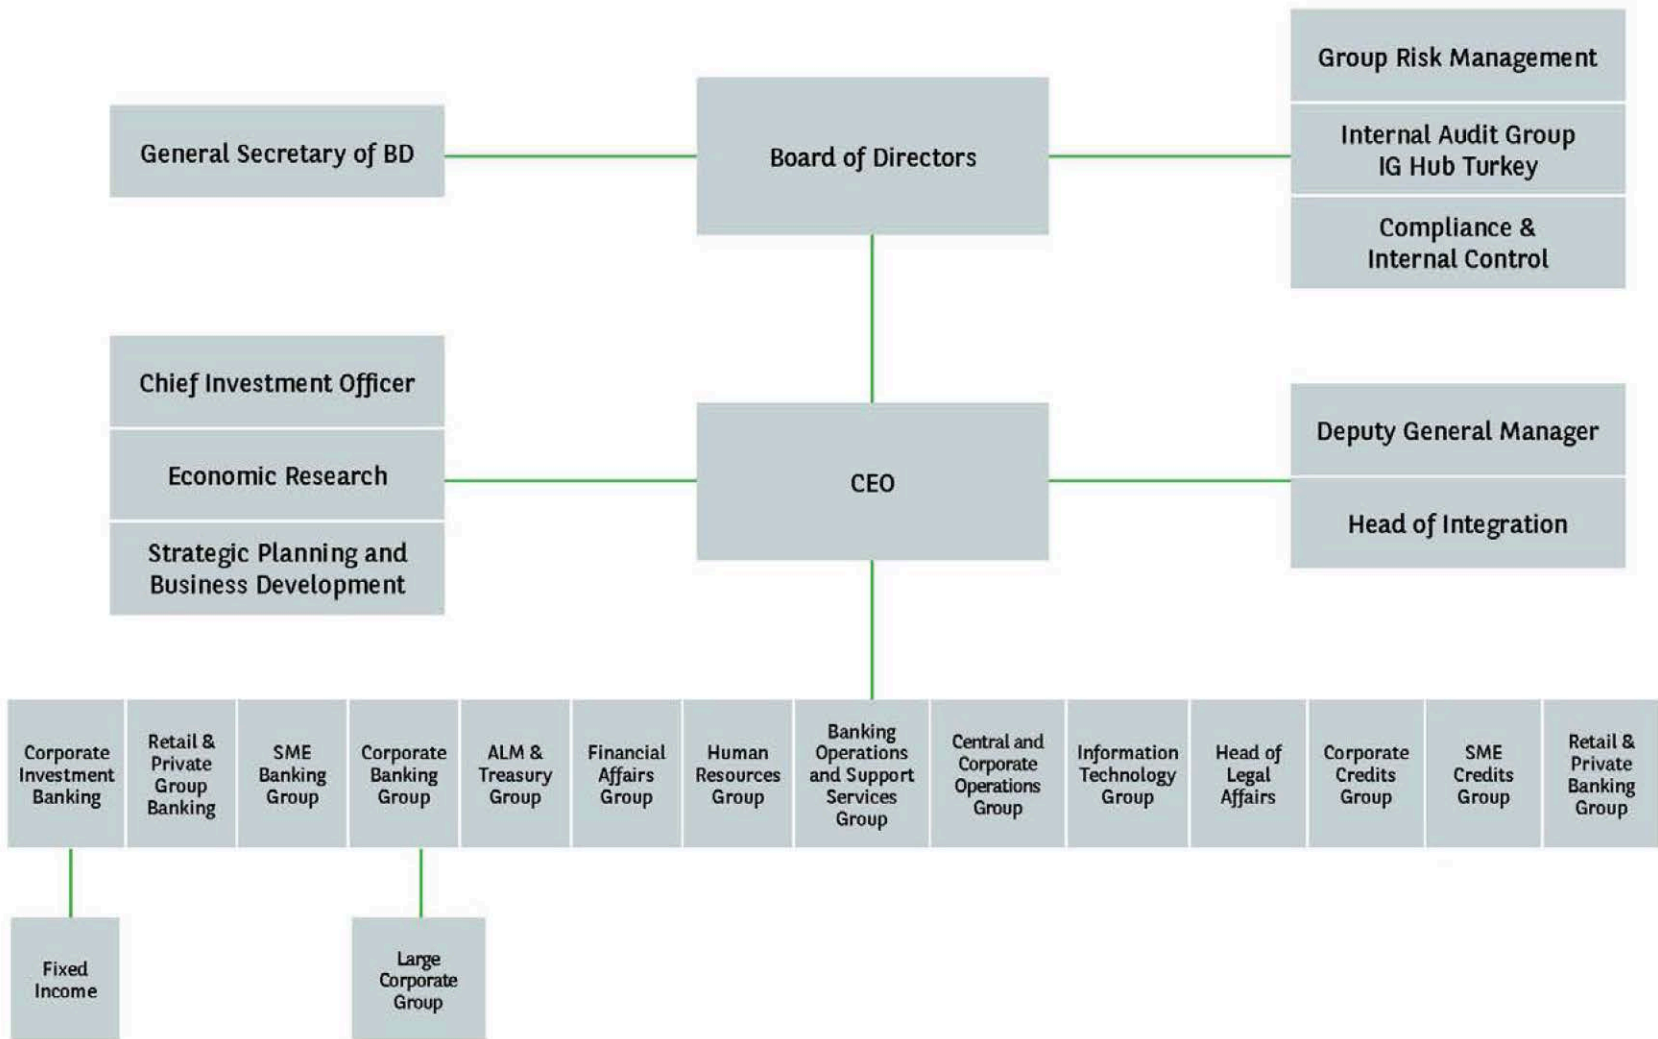 General Secretary of BD
Board of Directors
Group Risk Management
Internal Audit Group
IG Hub Turkey
Compliance &
Internal Control
Chief Investment Officer
Economic Research
Strategic Planning and
Business Development
CEO
Deputy General Manager
Head of Integration
Corporate
Investment
Banking
Retail &
Private
Group
Banking
SME
Banking
Group
Corporate
Banking
Group
ALM &
Treasury
Group
Financial
Affairs
Group
Human
Resources
Group
Banking
Operations
and Support
Services
Group
Central and
Corporate
Operations
Group
Information
Technology
Group
Head of
Legal
Affairs
Corporate
Credits
Group
SME
Credits
Group
Retail &
Private
Banking
Group
Fixed
Income
Large
Corporate
Group